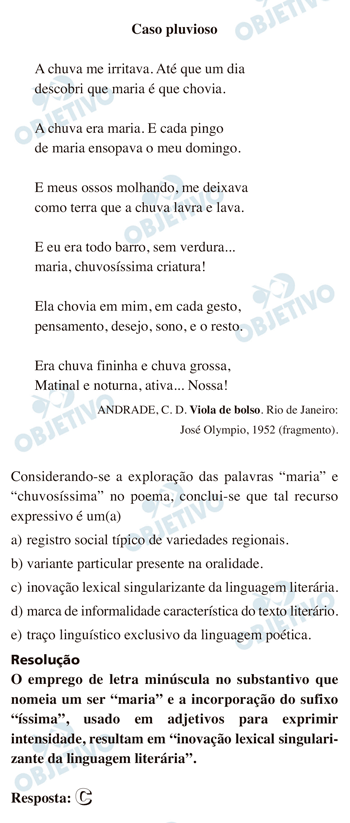 Caso pluvioso
A chuva me irritava. Até que um dia
descobri que maria é que chovia.
A chuva era maria. E cada pingo
de maria ensopava o meu domingo.
E meus ossos molhando, me deixava
como terra que a chuva lavra e lava.
E eu era todo barro, sem verdura...
maria, chuvosíssima criatura!
Ela chovia em mim, em cada gesto,
pensamento, desejo, sono, e o resto.
Era chuva fininha e chuva grossa,
Matinal e noturna, ativa... Nossa!
ANDRADE, C. D. Viola de bolso. Rio de Janeiro:
José Olympio, 1952 (fragmento).
Considerando-se a exploração das palavras “maria” e
“chuvosíssima” no poema, conclui-se que tal recurso
expressivo é um(a)
a) registro social típico de variedades regionais.
b) variante particular presente na oralidade.
c) inovação lexical singularizante da linguagem literária.
d) marca de informalidade característica do texto literário.
e) traço linguístico exclusivo da linguagem poética.
Resolução
O emprego de letra minúscula no substantivo que
nomeia um ser “maria” e a incorporação do sufixo
“íssima”, usado em adjetivos para exprimir
intensidade, resultam em “inovação lexical singulari-
zante da linguagem literária”.
Resposta: C
OBJETIVO
OBJETIVO
OBJETIVO
OBJETIVO
OBJETIVO
OBJETIVO
OBJETIVO
OBJETIVO